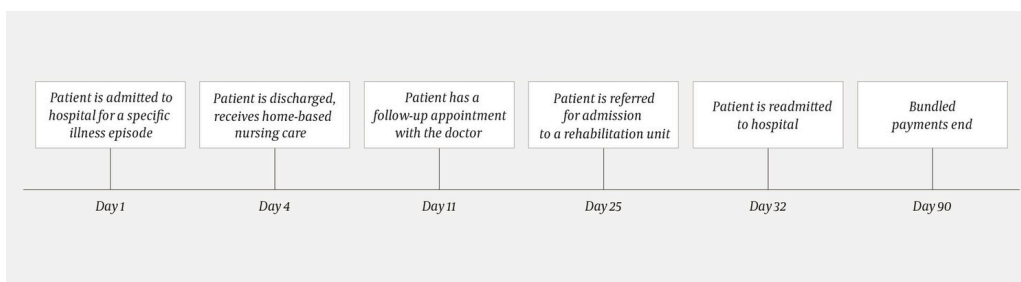 Patient is admitted to
hospital for a specific
illness episode
Patient is discharged,
receives home-based
nursing care
Patient has a
follow-up appointment
with the doctor
Patient is referred
for admission
to a rehabilitation unit
Patient is readmitted
to hospital
Bundled
payments end
Day 1
Day 4
Day 11
Day 25
Day 32
Day 90